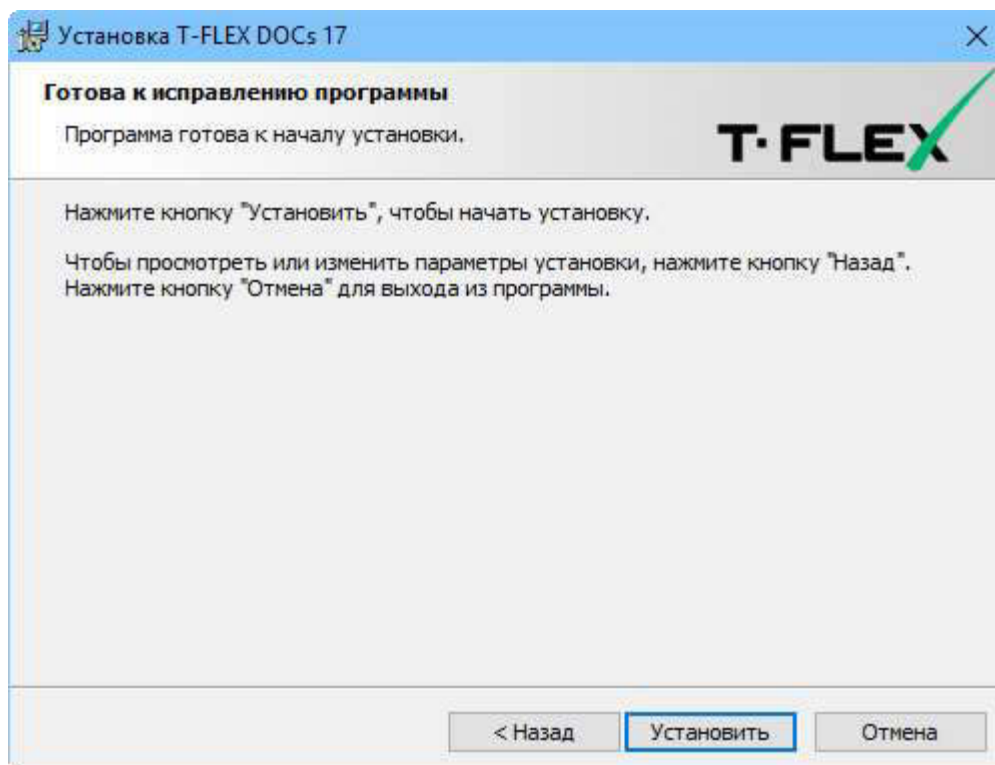 Установка T-FLEX DOCs 17
Готова к исправлению программы
Программа готова к началу установки.
T-FLEX
Нажмите кнопку "Установить", чтобы начать установку.
Чтобы просмотреть или изменить параметры установки, нажмите кнопку "Назад".
Нажмите кнопку "Отмена" для выхода из программы.
< Назад Установить Отмена